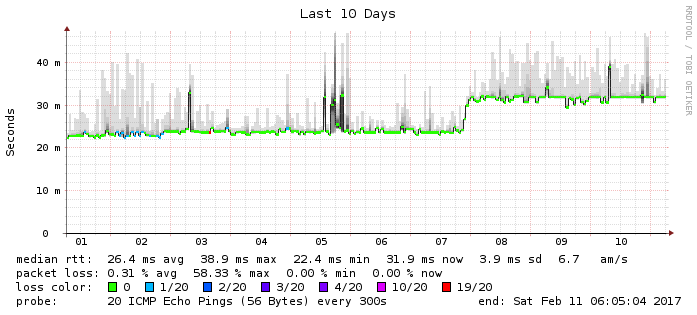 Last 10 Days
RRDTOOL / TOBI OETIKER
Seconds
40 m
30 m
20 m
10 m
0
01 02 03 04 05 06 07 08 09 10
median rtt: 26.4 ms avg 38.9 ms max 22.4 ms min 31.9 ms now 3.9 ms sd 6.7 am/s
packet loss: 0.31 % avg 58.33 % max 0.00 % min 0.00 % now
loss color: 0 1/20 2/20 3/20 4/20 10/20 19/20
probe: 20 ICMP Echo Pings (56 Bytes) every 300s end: Sat Feb 11 06:05:04 2017